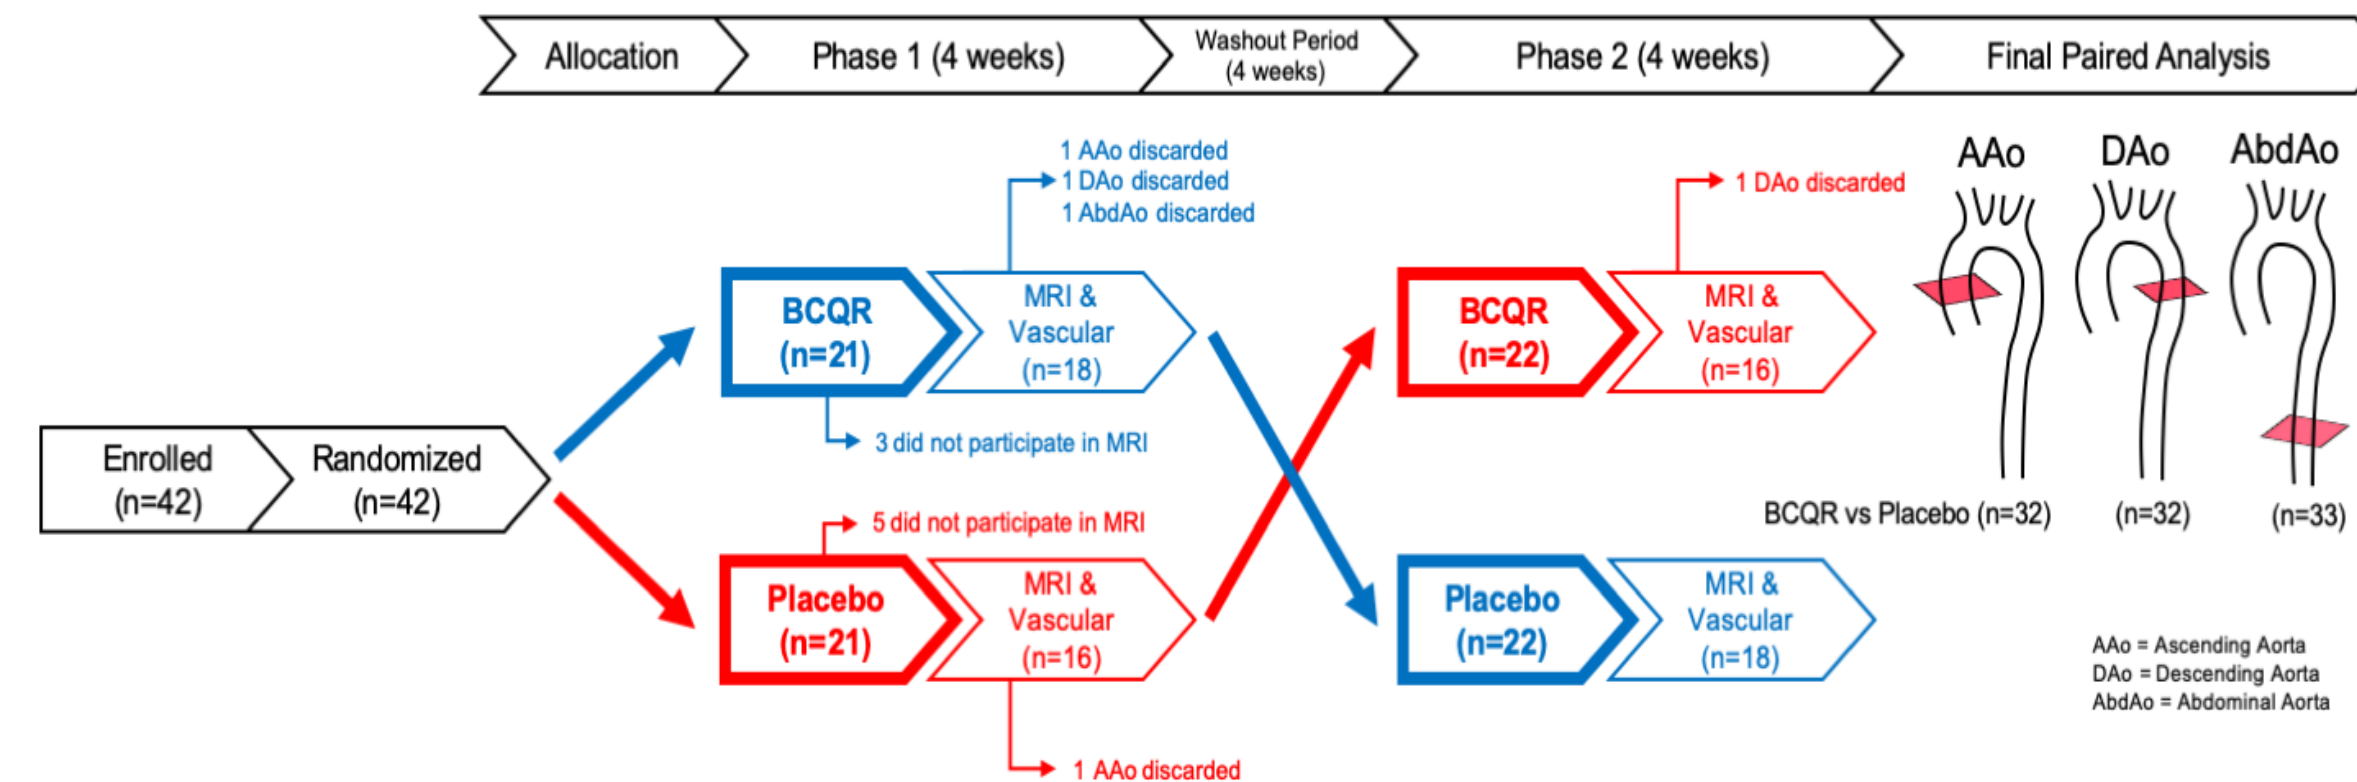 Allocation
Phase 1 (4 weeks)
Washout Period
(4 weeks)
Phase 2 (4 weeks)
Final Paired Analysis
1 AAo discarded
1 DAo discarded
1 AbdAo discarded
1 DAo discarded
AAo
DAo
AbdAo
BCQR
(n=21)
MRI &
Vascular
(n=18)
BCQR
(n=22)
MRI &
Vascular
(n=16)
3 did not participate in MRI
Enrolled
(n=42)
Randomized
(n=42)
5 did not participate in MRI
BCQR vs Placebo (n=32)
(n=32)
(n=33)
Placebo
(n=21)
MRI &
Vascular
(n=16)
Placebo
(n=22)
MRI &
Vascular
(n=18)
1 AAo discarded
AAo = Ascending Aorta
DAo = Descending Aorta
AbdAo = Abdominal Aorta